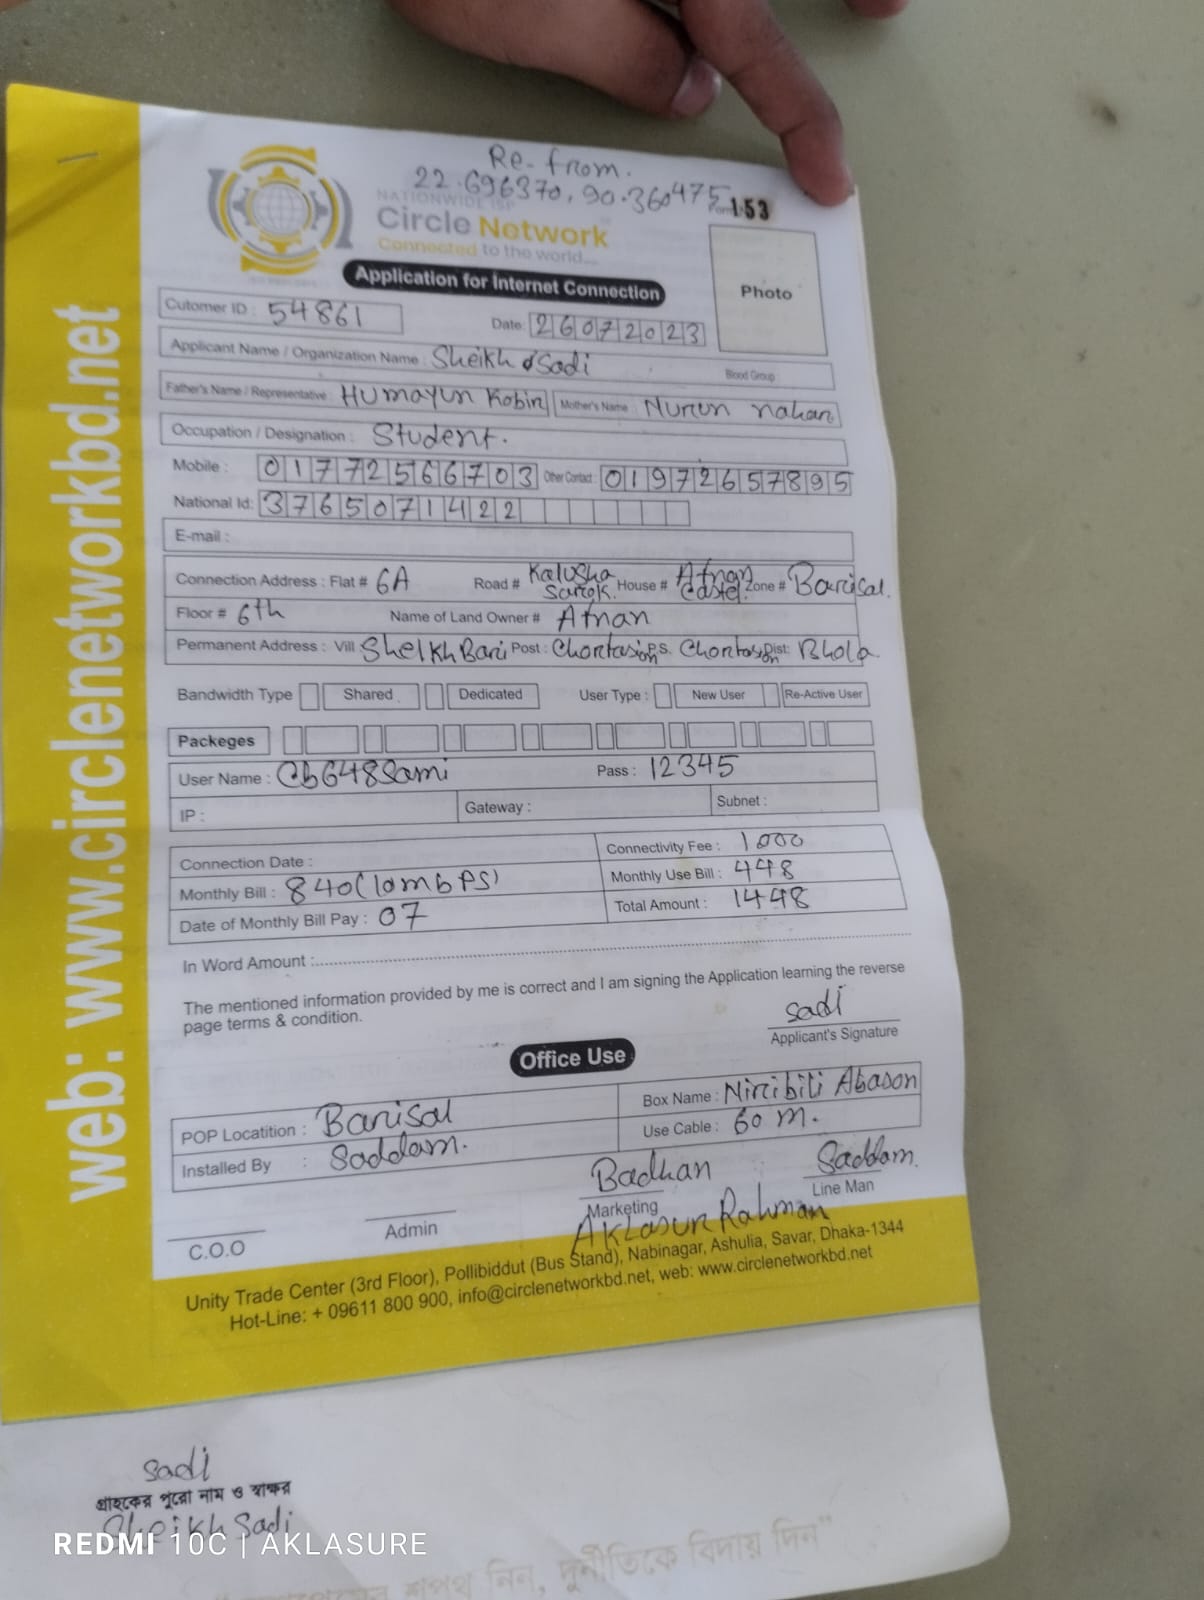 Re-from.
22.696370, 90.360475
Form 153
NATIONWIDE ISP
Circle Network
Connected to the world...
Application for Internet Connection
Photo
Cutomer ID : 54861
Date: 26072023
Applicant Name / Organization Name : Sheikh Sadi Blood Group
Father's Name / Representative : Humayun Kobir Mother's Name : Nurun nahar
Occupation / Designation : Student.
Mobile : 01772566703 Other Contact : 01972657895
National Id: 3765071422
E-mail :
Connection Address : Flat # 6A Road # Kalusha Sarok. House # Afnan Castel. Zone # Barisal.
Floor # 6th Name of Land Owner # Afnan
Permanent Address : Vill Sheikh Bari Post : P.S. Dist: Bhola
Bandwidth Type Shared Dedicated User Type : New User Re-Active User
Packeges
User Name : Cb648Sami Pass : 12345
IP : Gateway : Subnet :
Connection Date : Connectivity Fee : 1000
Monthly Bill : 840(10mbPS) Monthly Use Bill : 448
Date of Monthly Bill Pay : 07 Total Amount : 1448
In Word Amount :
The mentioned information provided by me is correct and I am signing the Application learning the reverse
page terms & condition.
sadi
Applicant's Signature
Office Use
POP Locatition : Barisal Box Name : Niribili Abason
Installed By : Saddam. Use Cable : 60 m.
Badhan Saddam.
C.O.O Admin Marketing Line Man
Aklasur Rahman
Unity Trade Center (3rd Floor), Pollibiddut (Bus Stand), Nabinagar, Ashulia, Savar, Dhaka-1344
Hot-Line: + 09611 800 900, info@circlenetworkbd.net, web: www.circlenetworkbd.net
web: www.circlenetworkbd.net
sadi
গ্রাহকের পুরো নাম ও স্বাক্ষর
Sheikh Sadi
REDMI 10C | AKLASURE
শপথ নিন, দুর্নীতিকে বিদায় দিন"